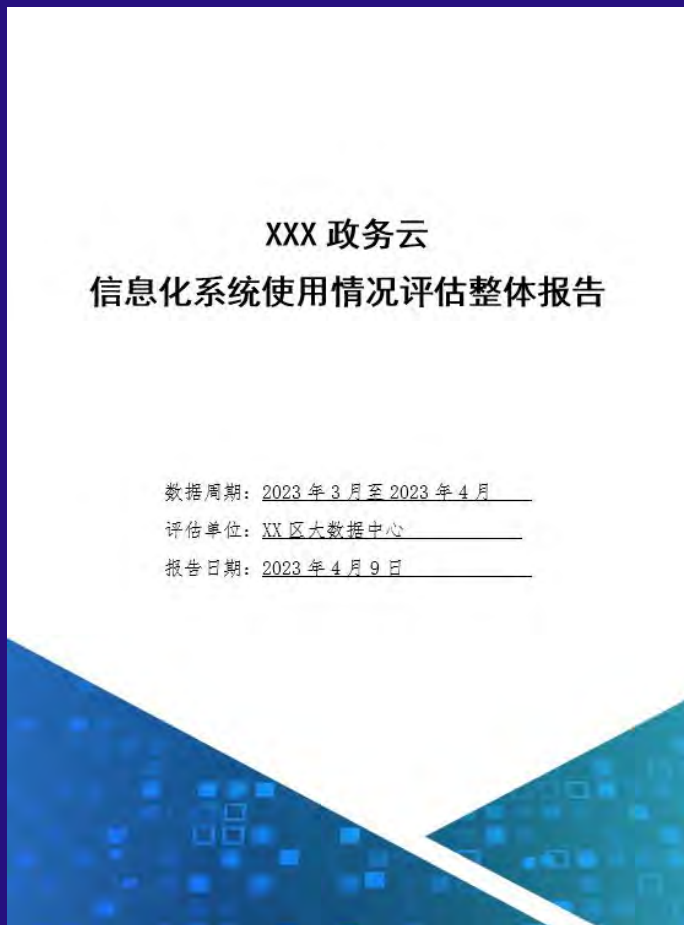 XXX 政务云
信息化系统使用情况评估整体报告
数据周期：2023 年 3 月至 2023 年 4 月
评估单位：XX 区大数据中心
报告日期：2023 年 4 月 9 日